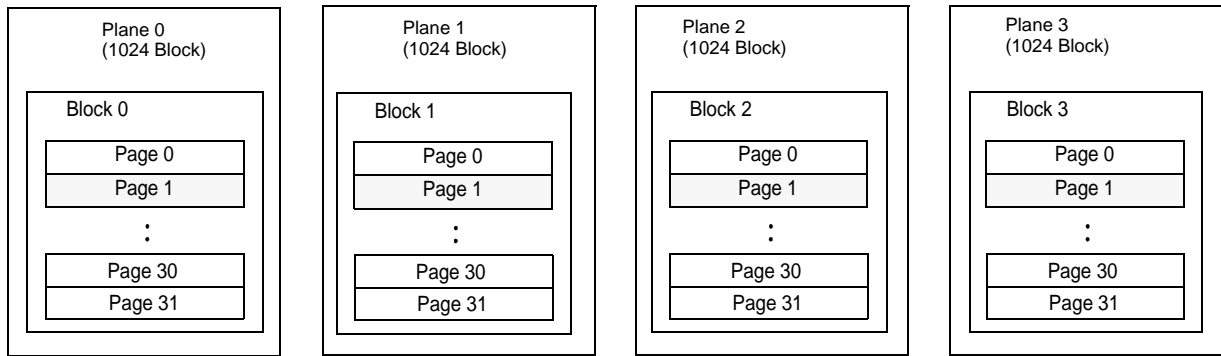 Plane 0
(1024 Block)
Block 0
Page 0
Page 1
Page 30
Page 31
Plane 1
(1024 Block)
Block 1
Page 0
Page 1
Page 30
Page 31
Plane 2
(1024 Block)
Block 2
Page 0
Page 1
Page 30
Page 31
Plane 3
(1024 Block)
Block 3
Page 0
Page 1
Page 30
Page 31